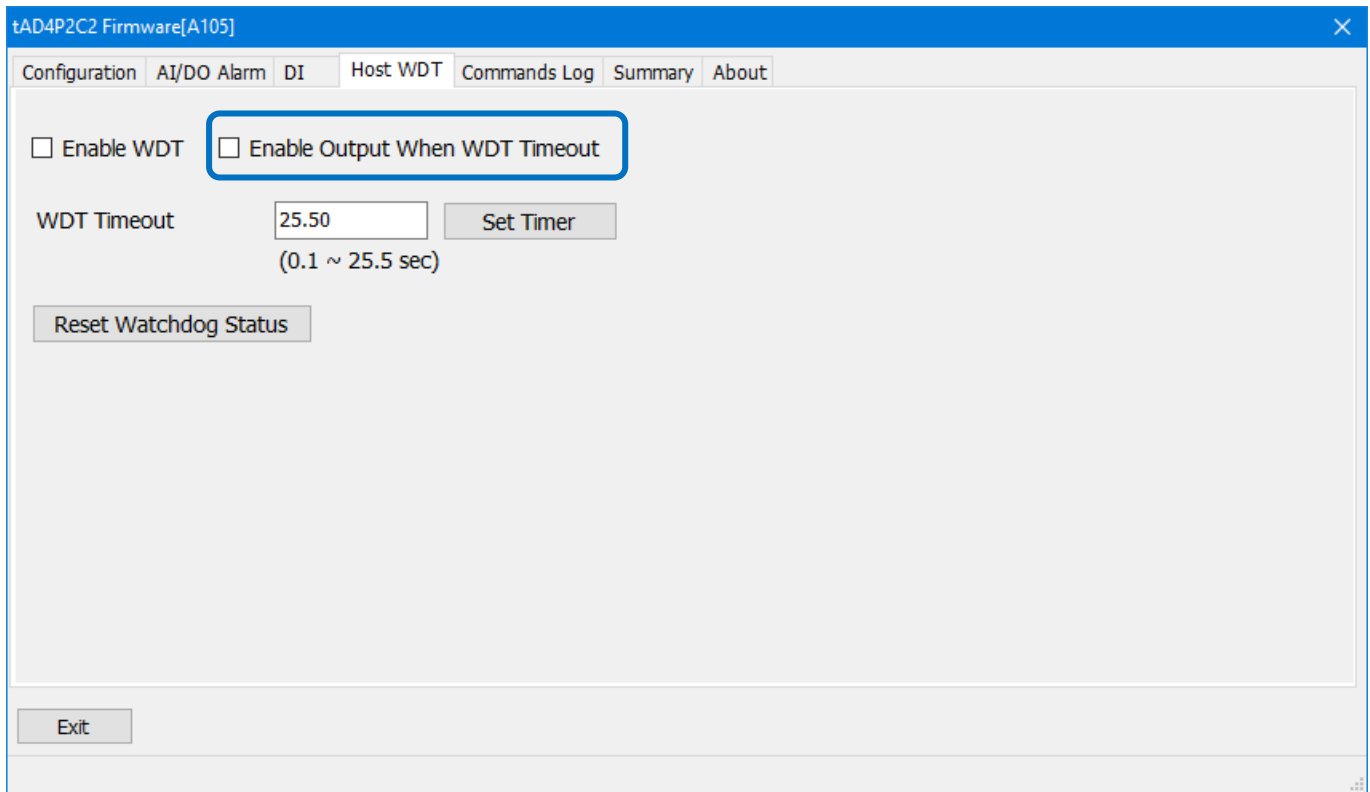 tAD4P2C2 Firmware[A105]
Configuration AI/DO Alarm DI Host WDT Commands Log Summary About
Enable WDT Enable Output When WDT Timeout
WDT Timeout 25.50 Set Timer
(0.1 ~ 25.5 sec)
Reset Watchdog Status
Exit